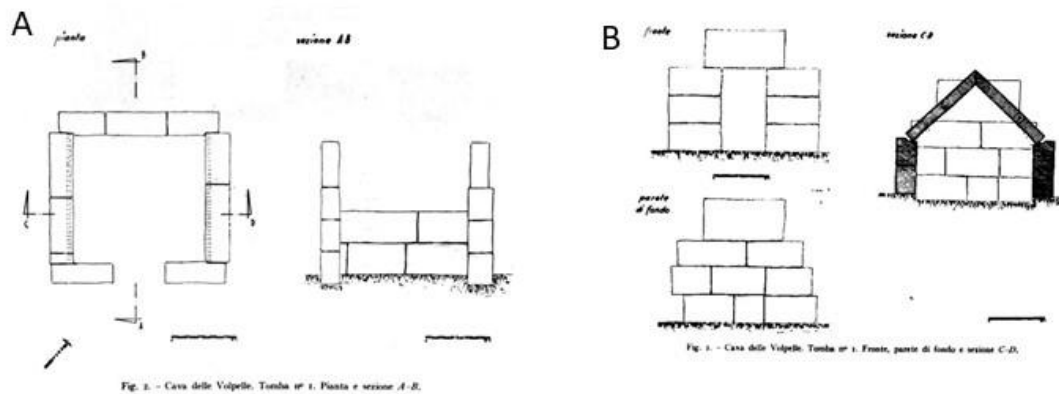 A
pianta
sezione AB
B
C
D
A
Fig. 2. – Cava delle Volpelle. Tomba nº 1. Pianta e sezione A-B.
B
fronte
sezione C-D
parete
di fondo
Fig. 1. – Cava delle Volpelle. Tomba nº 1. Fronte, parete di fondo e sezione C-D.